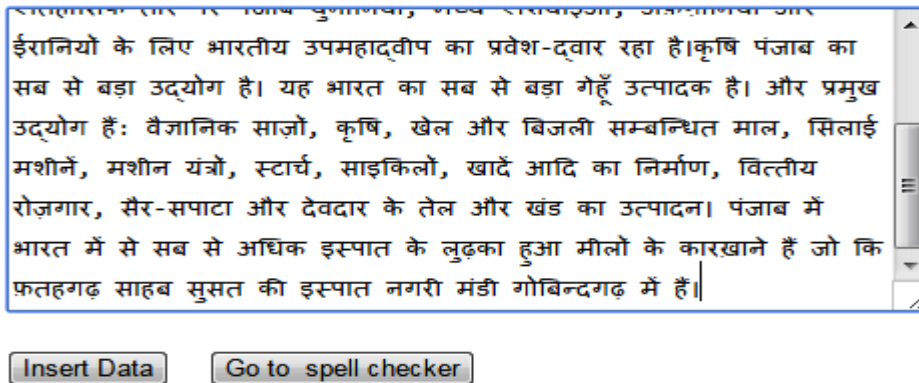 ईरानियों के लिए भारतीय उपमहाद्वीप का प्रवेश-द्वार रहा है।कृषि पंजाब का
सब से बड़ा उद्योग है। यह भारत का सब से बड़ा गेहूँ उत्पादक है। और प्रमुख
उद्योग हैं: वैज्ञानिक साज़ों, कृषि, खेल और बिजली सम्बन्धित माल, सिलाई
मशीनें, मशीन यंत्रों, स्टार्च, साइकिलों, खादें आदि का निर्माण, वित्तीय
रोज़गार, सैर-सपाटा और देवदार के तेल और खंड का उत्पादन। पंजाब में
भारत में से सब से अधिक इस्पात के लुढ़का हुआ मीलों के कारख़ाने हैं जो कि
फ़तहगढ़ साहब सुसत की इस्पात नगरी मंडी गोबिन्दगढ़ में हैं।
Insert Data Go to spell checker